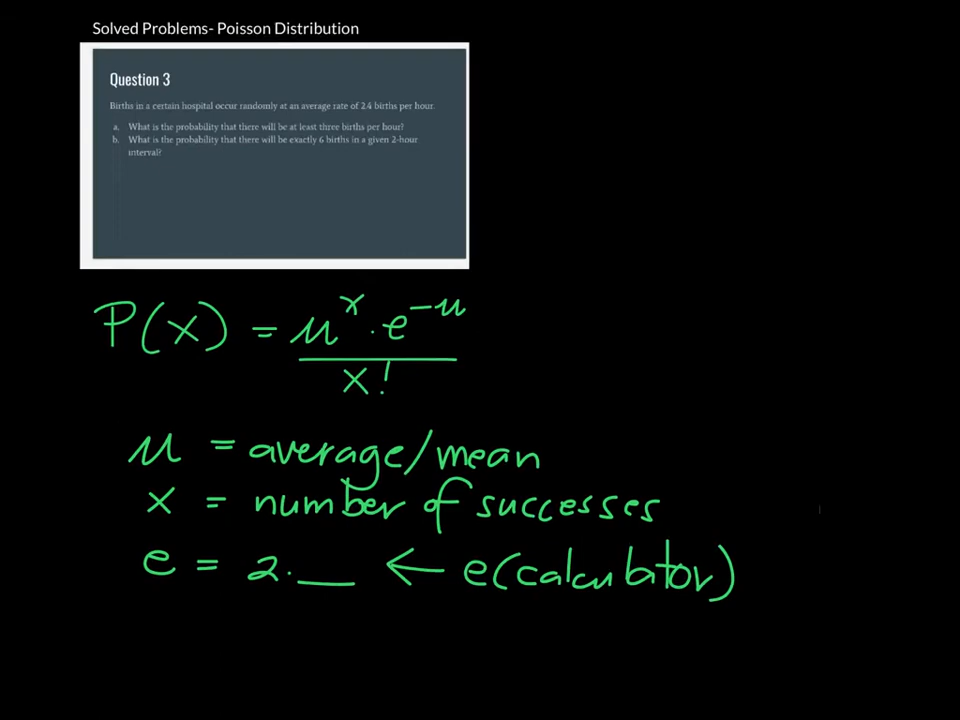 Solved Problems- Poisson Distribution
Question 3
Births in a certain hospital occur randomly at an average rate of 2.4 births per hour.
a. What is the probability that there will be at least three births per hour?
b. What is the probability that there will be exactly 6 births in a given 2-hour
interval?
P(x) = μ^x · e^-μ / x!
μ = average/mean
x = number of successes
e = 2.__ ← e(calculator)